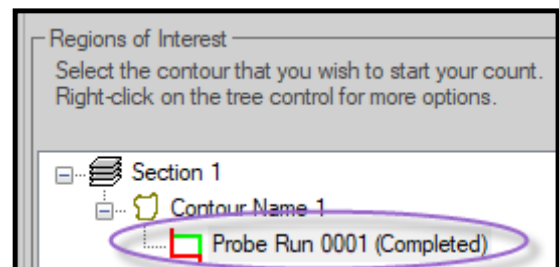 Regions of Interest
Select the contour that you wish to start your count.
Right-click on the tree control for more options.
Section 1
Contour Name 1
Probe Run 0001 (Completed)